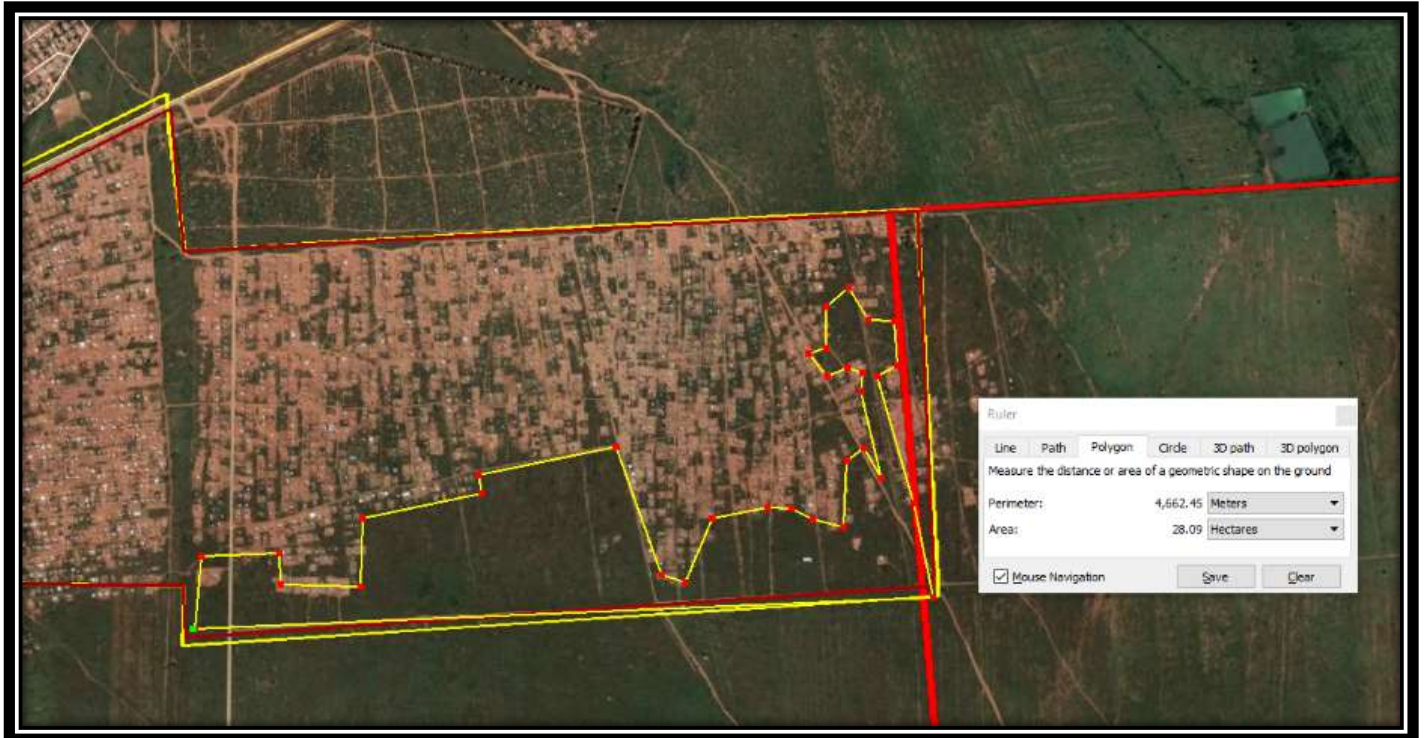 Ruler
Line Path Polygon Circle 3D path 3D polygon
Measure the distance or area of a geometric shape on the ground
Perimeter: 4,662.45 Meters
Area: 28.09 Hectares
Mouse Navigation Save Clear